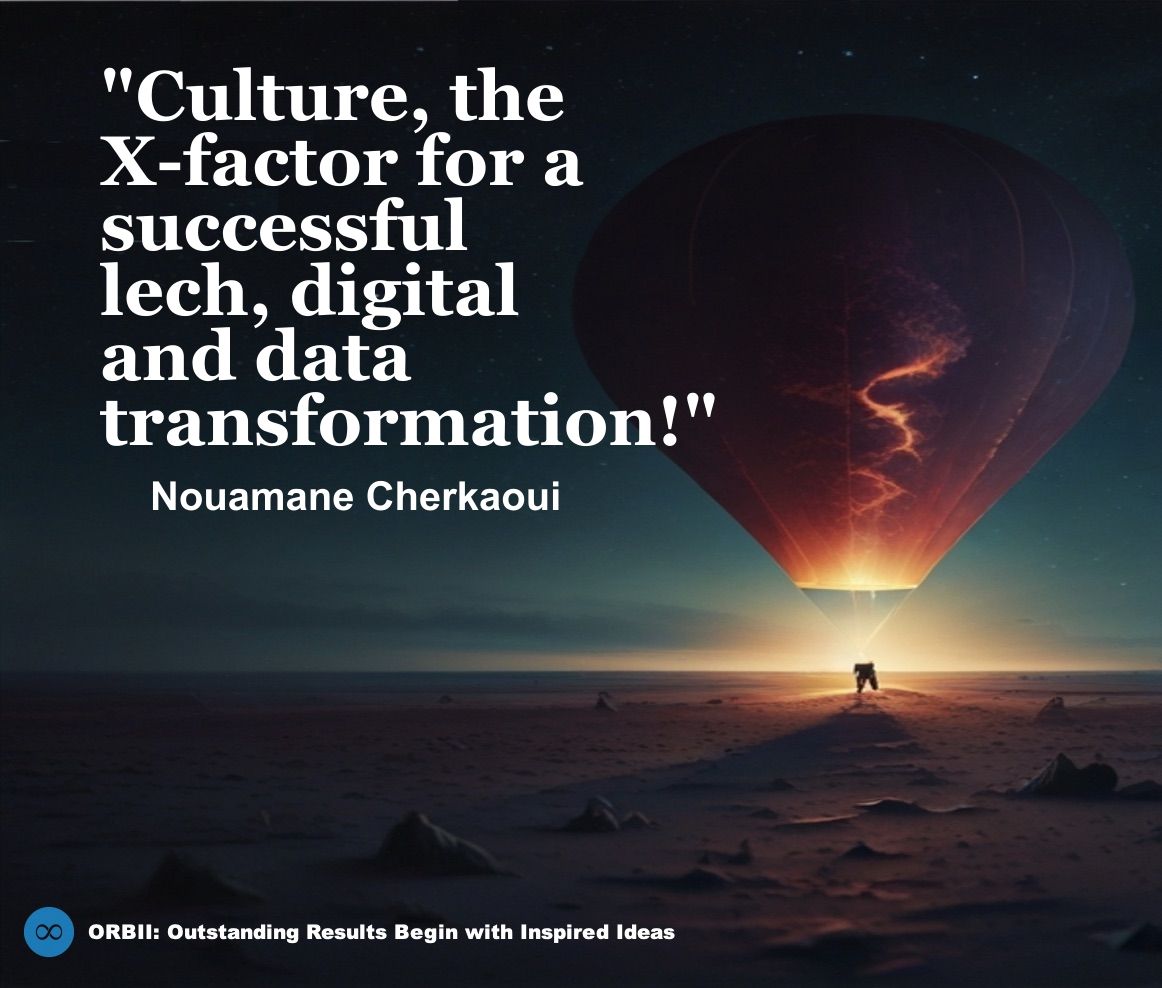 "Culture, the
X-factor for a
successful
lech, digital
and data
transformation!"
Nouamane Cherkaoui
ORBII: Outstanding Results Begin with Inspired Ideas